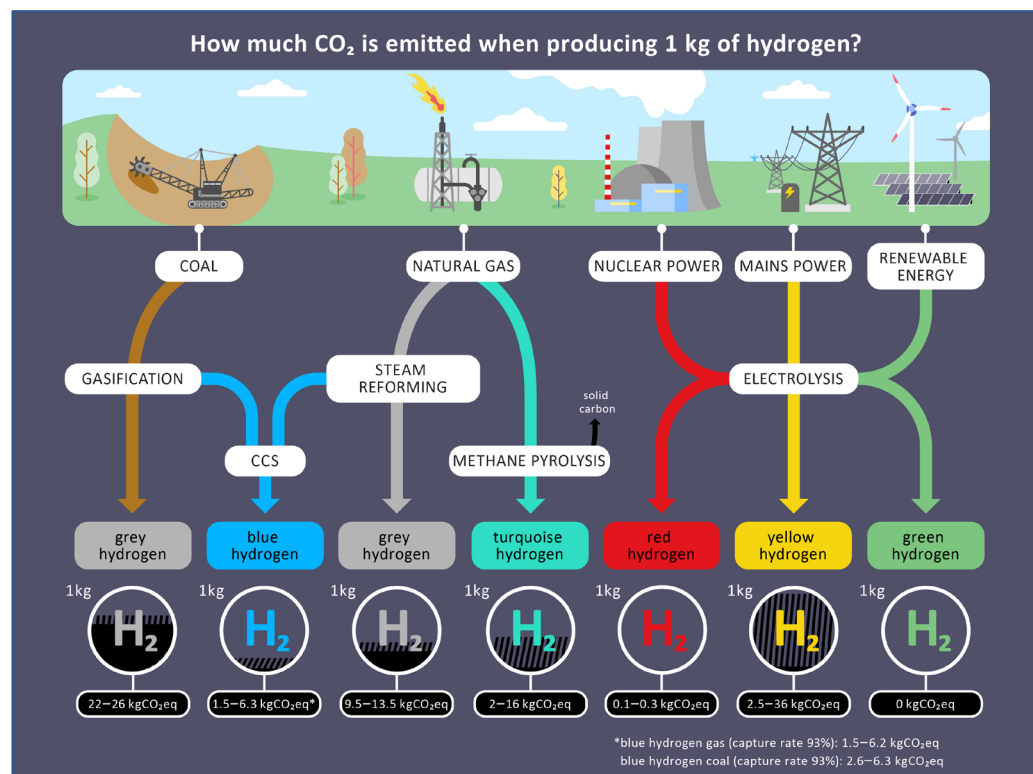 How much CO₂ is emitted when producing 1 kg of hydrogen?
COAL
NATURAL GAS
NUCLEAR POWER
MAINS POWER
RENEWABLE
ENERGY
GASIFICATION
STEAM
REFORMING
ELECTROLYSIS
solid
carbon
CCS
METHANE PYROLYSIS
grey
hydrogen
blue
hydrogen
grey
hydrogen
turquoise
hydrogen
red
hydrogen
yellow
hydrogen
green
hydrogen
1kg
H₂
1kg
H₂
1kg
H₂
1kg
H₂
1kg
H₂
1kg
H₂
1kg
H₂
22–26 kgCO₂eq
1.5–6.3 kgCO₂eq*
9.5–13.5 kgCO₂eq
2–16 kgCO₂eq
0.1–0.3 kgCO₂eq
2.5–36 kgCO₂eq
0 kgCO₂eq
*blue hydrogen gas (capture rate 93%): 1.5–6.2 kgCO₂eq
blue hydrogen coal (capture rate 93%): 2.6–6.3 kgCO₂eq